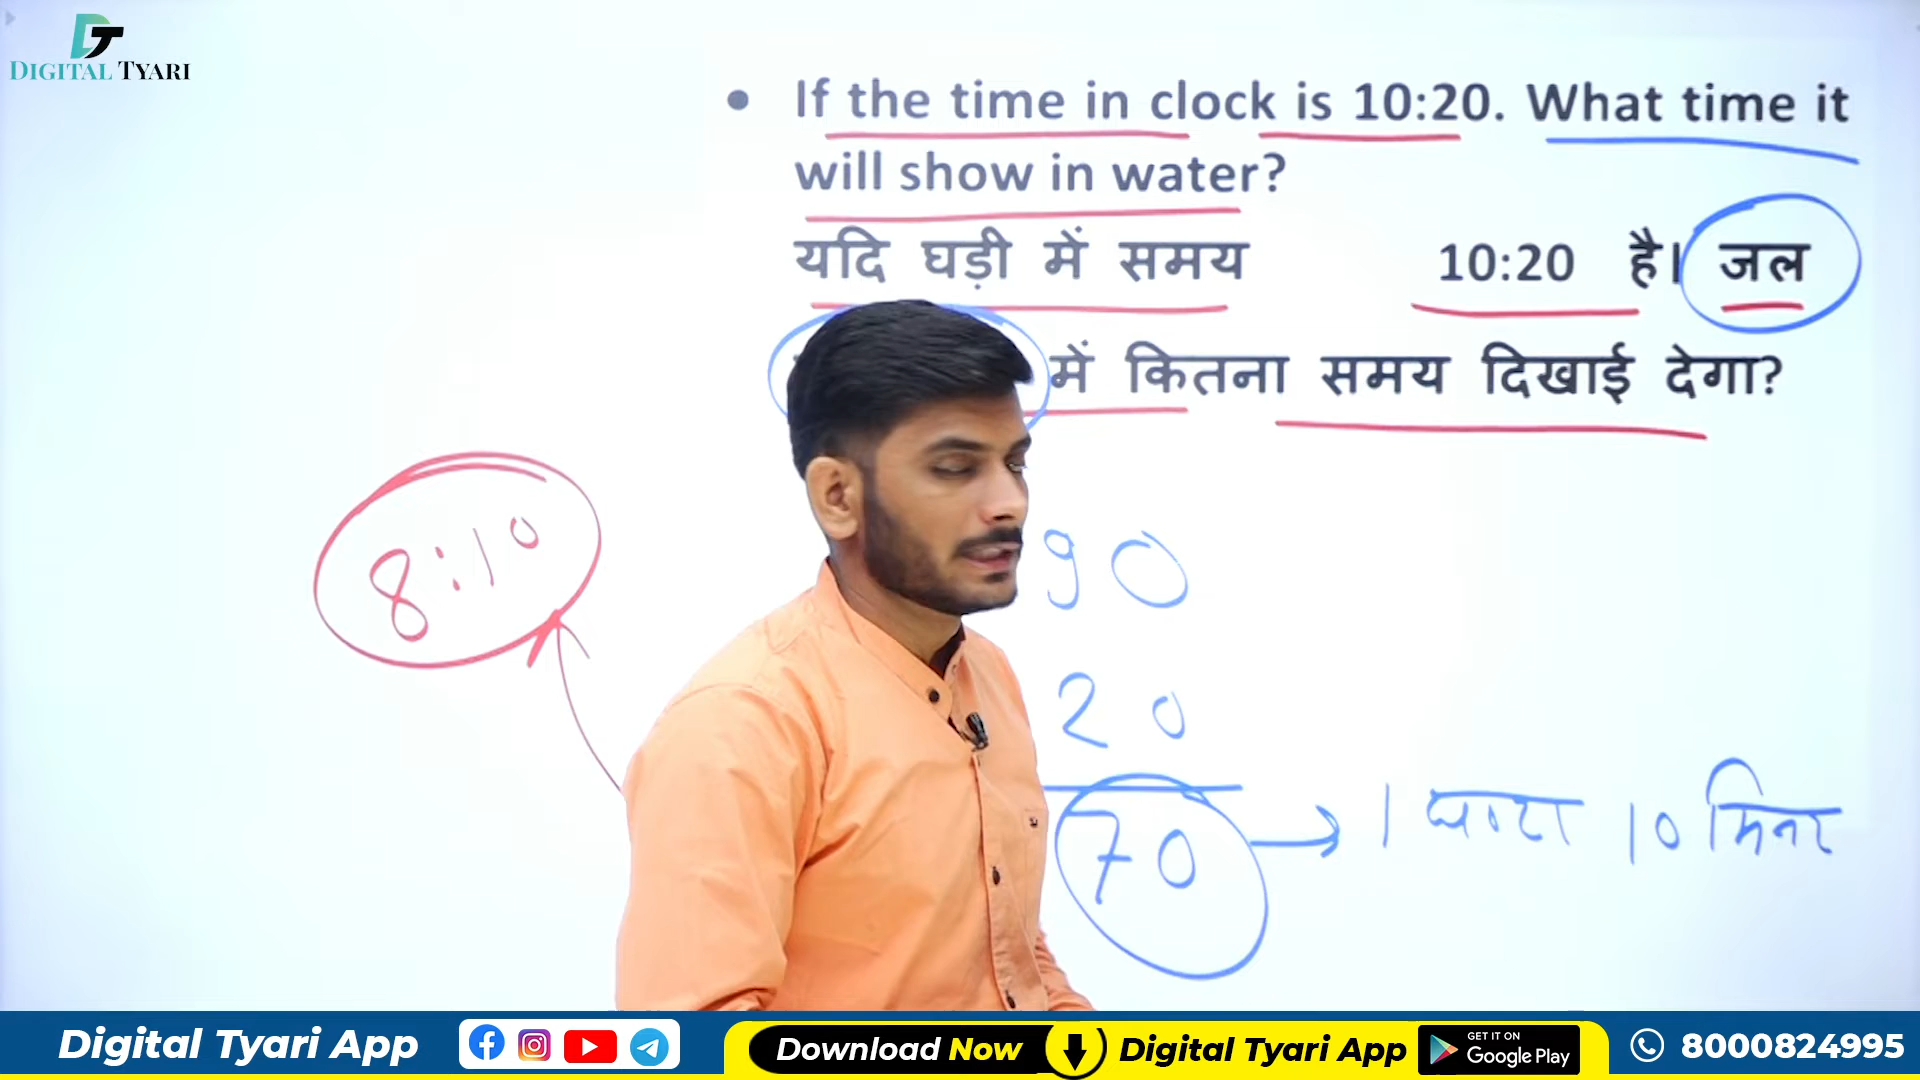 DT
DIGITAL TYARI
• If the time in clock is 10:20. What time it
will show in water?
यदि घड़ी में समय 10:20 है। जल
में कितना समय दिखाई देगा?
8:10
90
20
70 → 1 घण्टा 10 मिनट
Digital Tyari App
Download Now
Digital Tyari App
GET IT ON
Google Play
8000824995